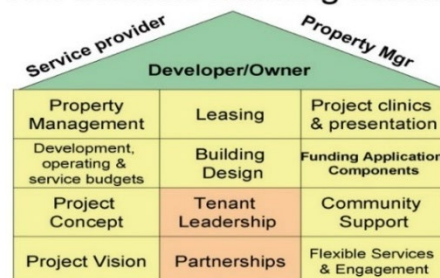 Service provider
Property Mgr
Developer/Owner
Property
Management
Leasing
Project clinics
& presentation
Development,
operating &
service budgets
Building
Design
Funding Application
Components
Project
Concept
Tenant
Leadership
Community
Support
Project Vision
Partnerships
Flexible Services
& Engagement